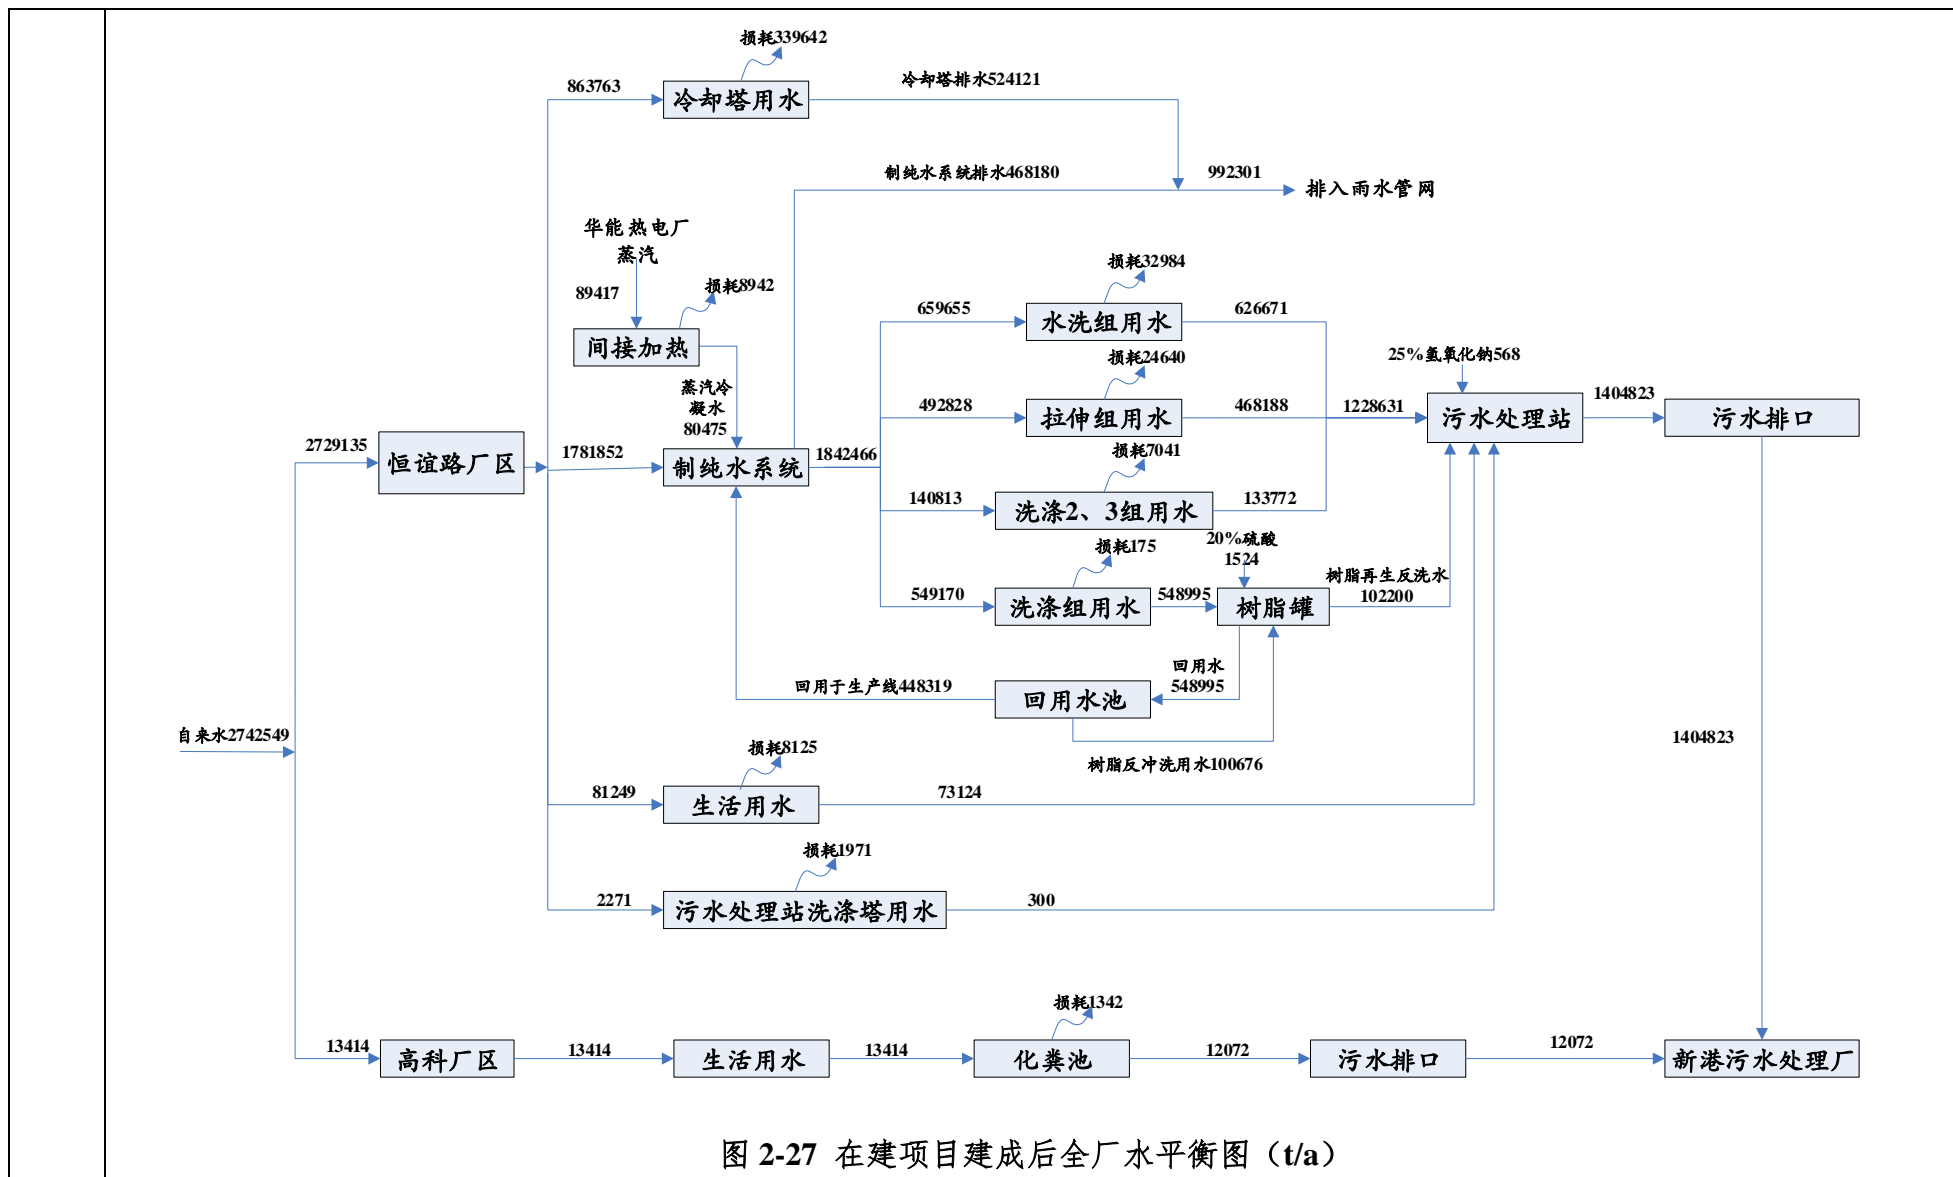 损耗339642
863763
冷却塔用水
冷却塔排水524121
制纯水系统排水468180
992301
排入雨水管网
华能热电厂
蒸汽
89417
损耗8942
间接加热
蒸汽冷
凝水
80475
损耗32984
659655
水洗组用水
626671
损耗24640
492828
拉伸组用水
468188
1228631
25%氢氧化钠568
污水处理站
1404823
污水排口
2729135
恒谊路厂区
1781852
制纯水系统
1842466
损耗7041
140813
洗涤2、3组用水
133772
损耗175
549170
洗涤组用水
548995
20%硫酸
1524
树脂罐
树脂再生反洗水
102200
回用水
548995
回用于生产线448319
回用水池
树脂反冲洗用水100676
自来水2742549
1404823
损耗8125
81249
生活用水
73124
损耗1971
2271
污水处理站洗涤塔用水
300
13414
高科厂区
13414
生活用水
13414
损耗1342
化粪池
12072
污水排口
12072
新港污水处理厂
图 2-27 在建项目建成后全厂水平衡图（t/a）